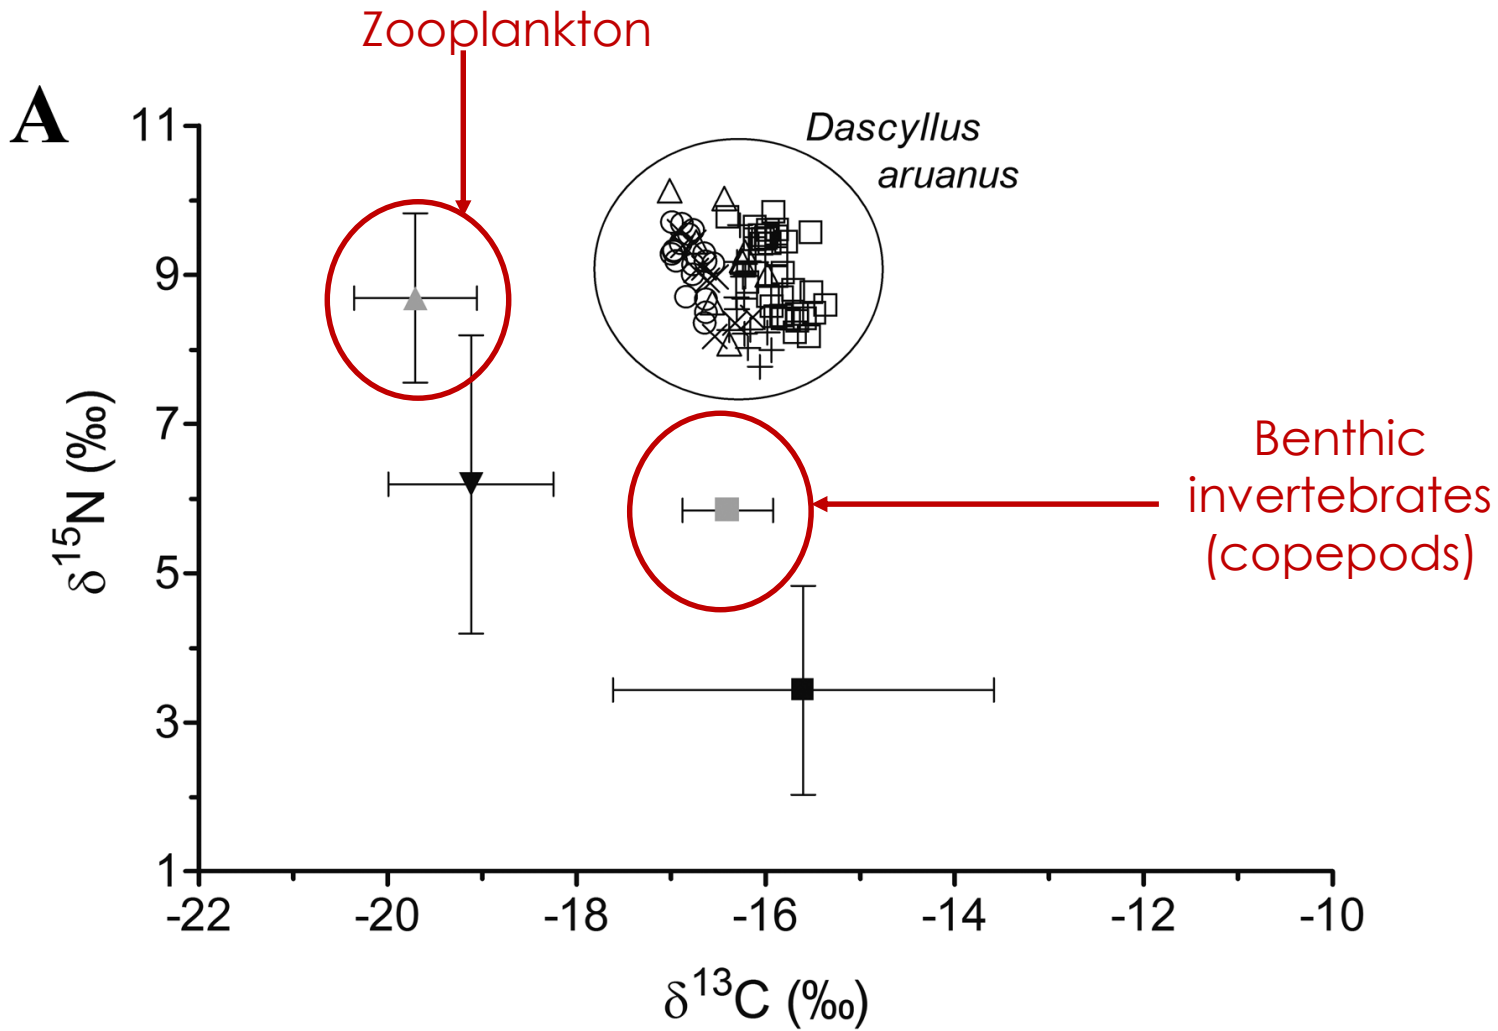 Zooplankton
A
Dascyllus
aruanus
11
9
7
5
3
1
δ¹⁵N (‰)
Benthic
invertebrates
(copepods)
-22 -20 -18 -16 -14 -12 -10
δ¹³C (‰)